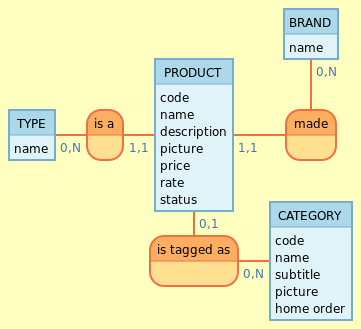 BRAND
name
0,N
PRODUCT
code
name
description
picture
price
rate
status
TYPE
name
0,N
is a
1,1
1,1
made
0,1
is tagged as
0,N
CATEGORY
code
name
subtitle
picture
home order